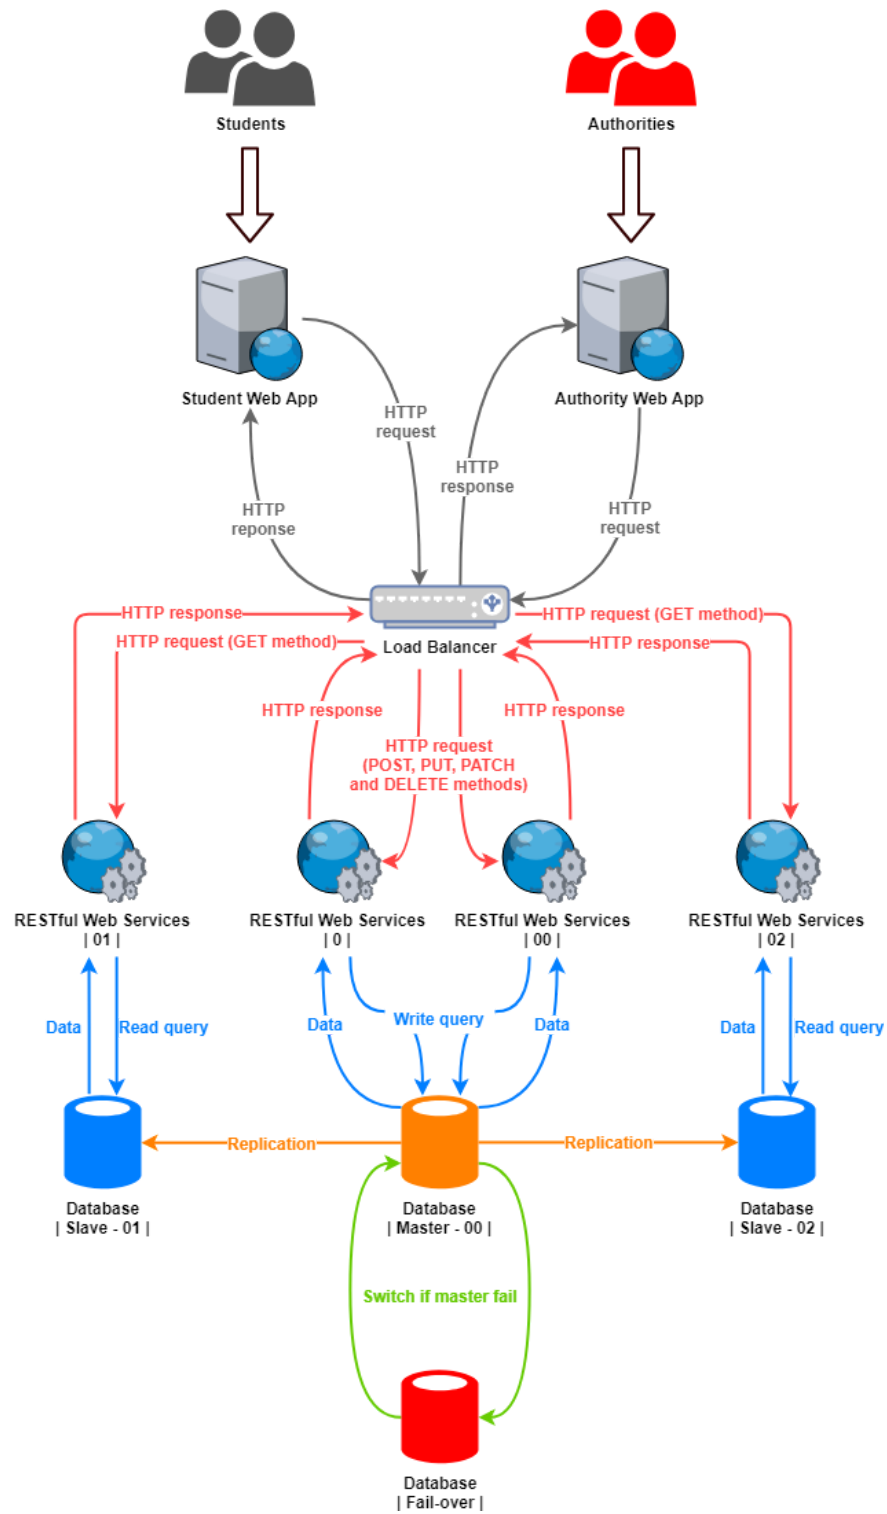 Students
Authorities
Student Web App
Authority Web App
HTTP
request
HTTP
response
HTTP
reponse
HTTP
request
HTTP response
HTTP request (GET method)
HTTP request (GET method)
HTTP response
Load Balancer
HTTP response
HTTP response
HTTP request
(POST, PUT, PATCH
and DELETE methods)
RESTful Web Services
| 01 |
RESTful Web Services
| 0 |
RESTful Web Services
| 00 |
RESTful Web Services
| 02 |
Data
Read query
Data
Write query
Data
Data
Read query
Replication
Replication
Database
| Slave - 01 |
Database
| Master - 00 |
Database
| Slave - 02 |
Switch if master fail
Database
| Fail-over |